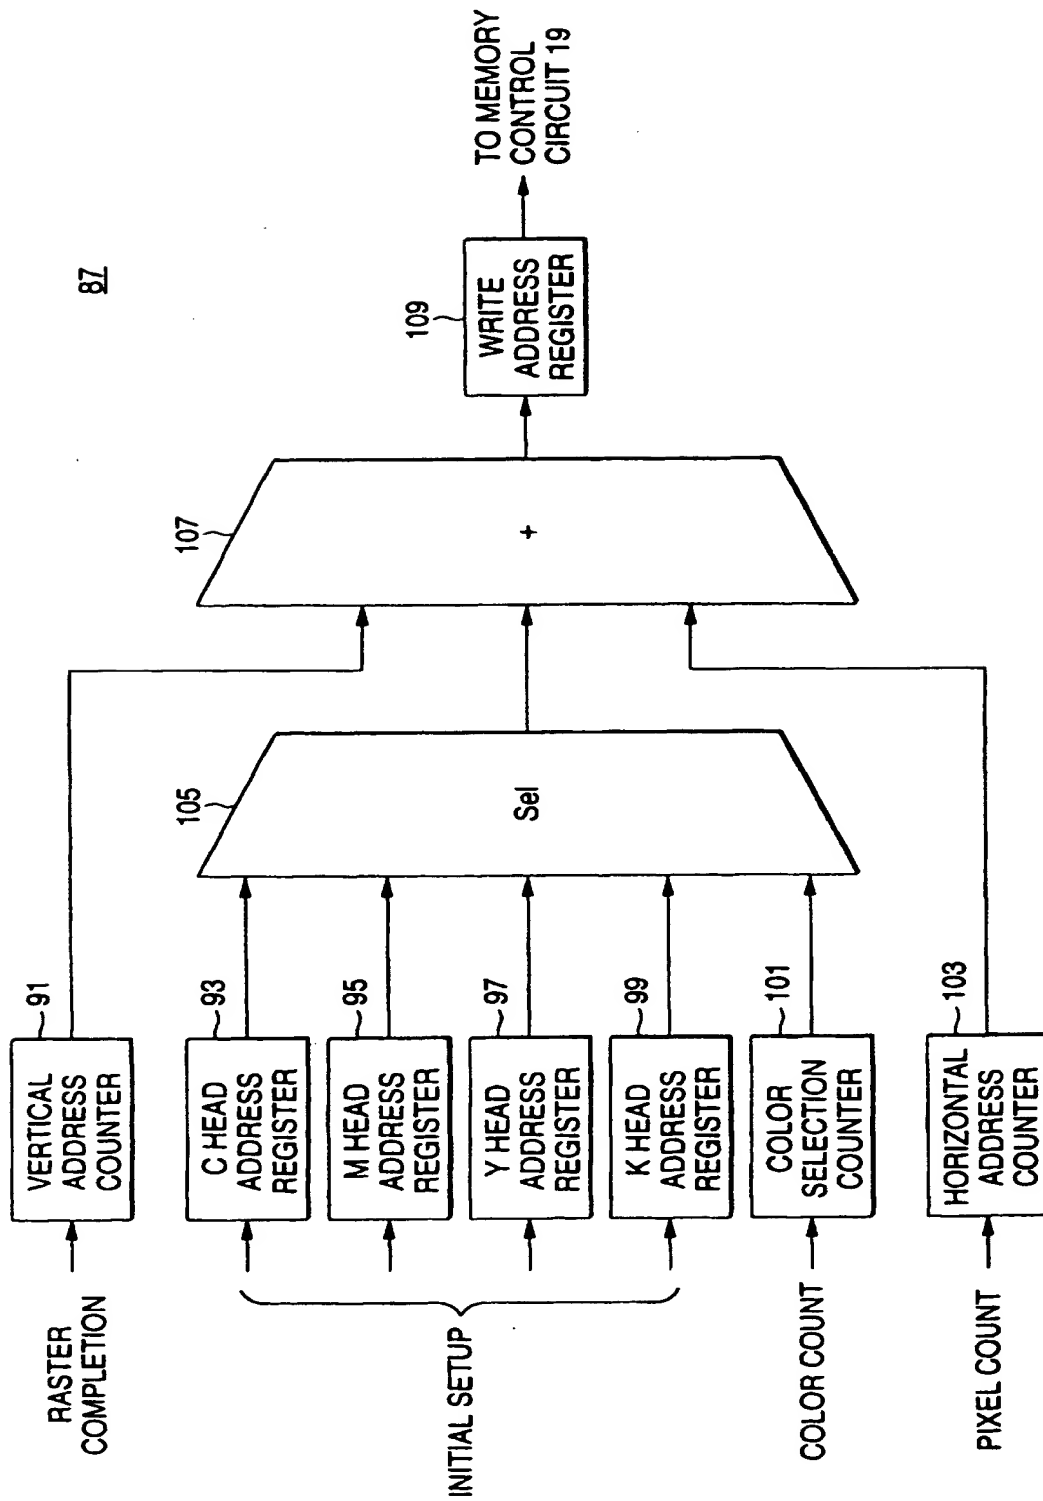 87
RASTER
COMPLETION
VERTICAL
ADDRESS
COUNTER
91
INITIAL SETUP
C HEAD
ADDRESS
REGISTER
93
M HEAD
ADDRESS
REGISTER
95
Y HEAD
ADDRESS
REGISTER
97
K HEAD
ADDRESS
REGISTER
99
COLOR COUNT
COLOR
SELECTION
COUNTER
101
PIXEL COUNT
HORIZONTAL
ADDRESS
COUNTER
103
105
Sel
107
+
109
WRITE
ADDRESS
REGISTER
TO MEMORY
CONTROL
CIRCUIT 19